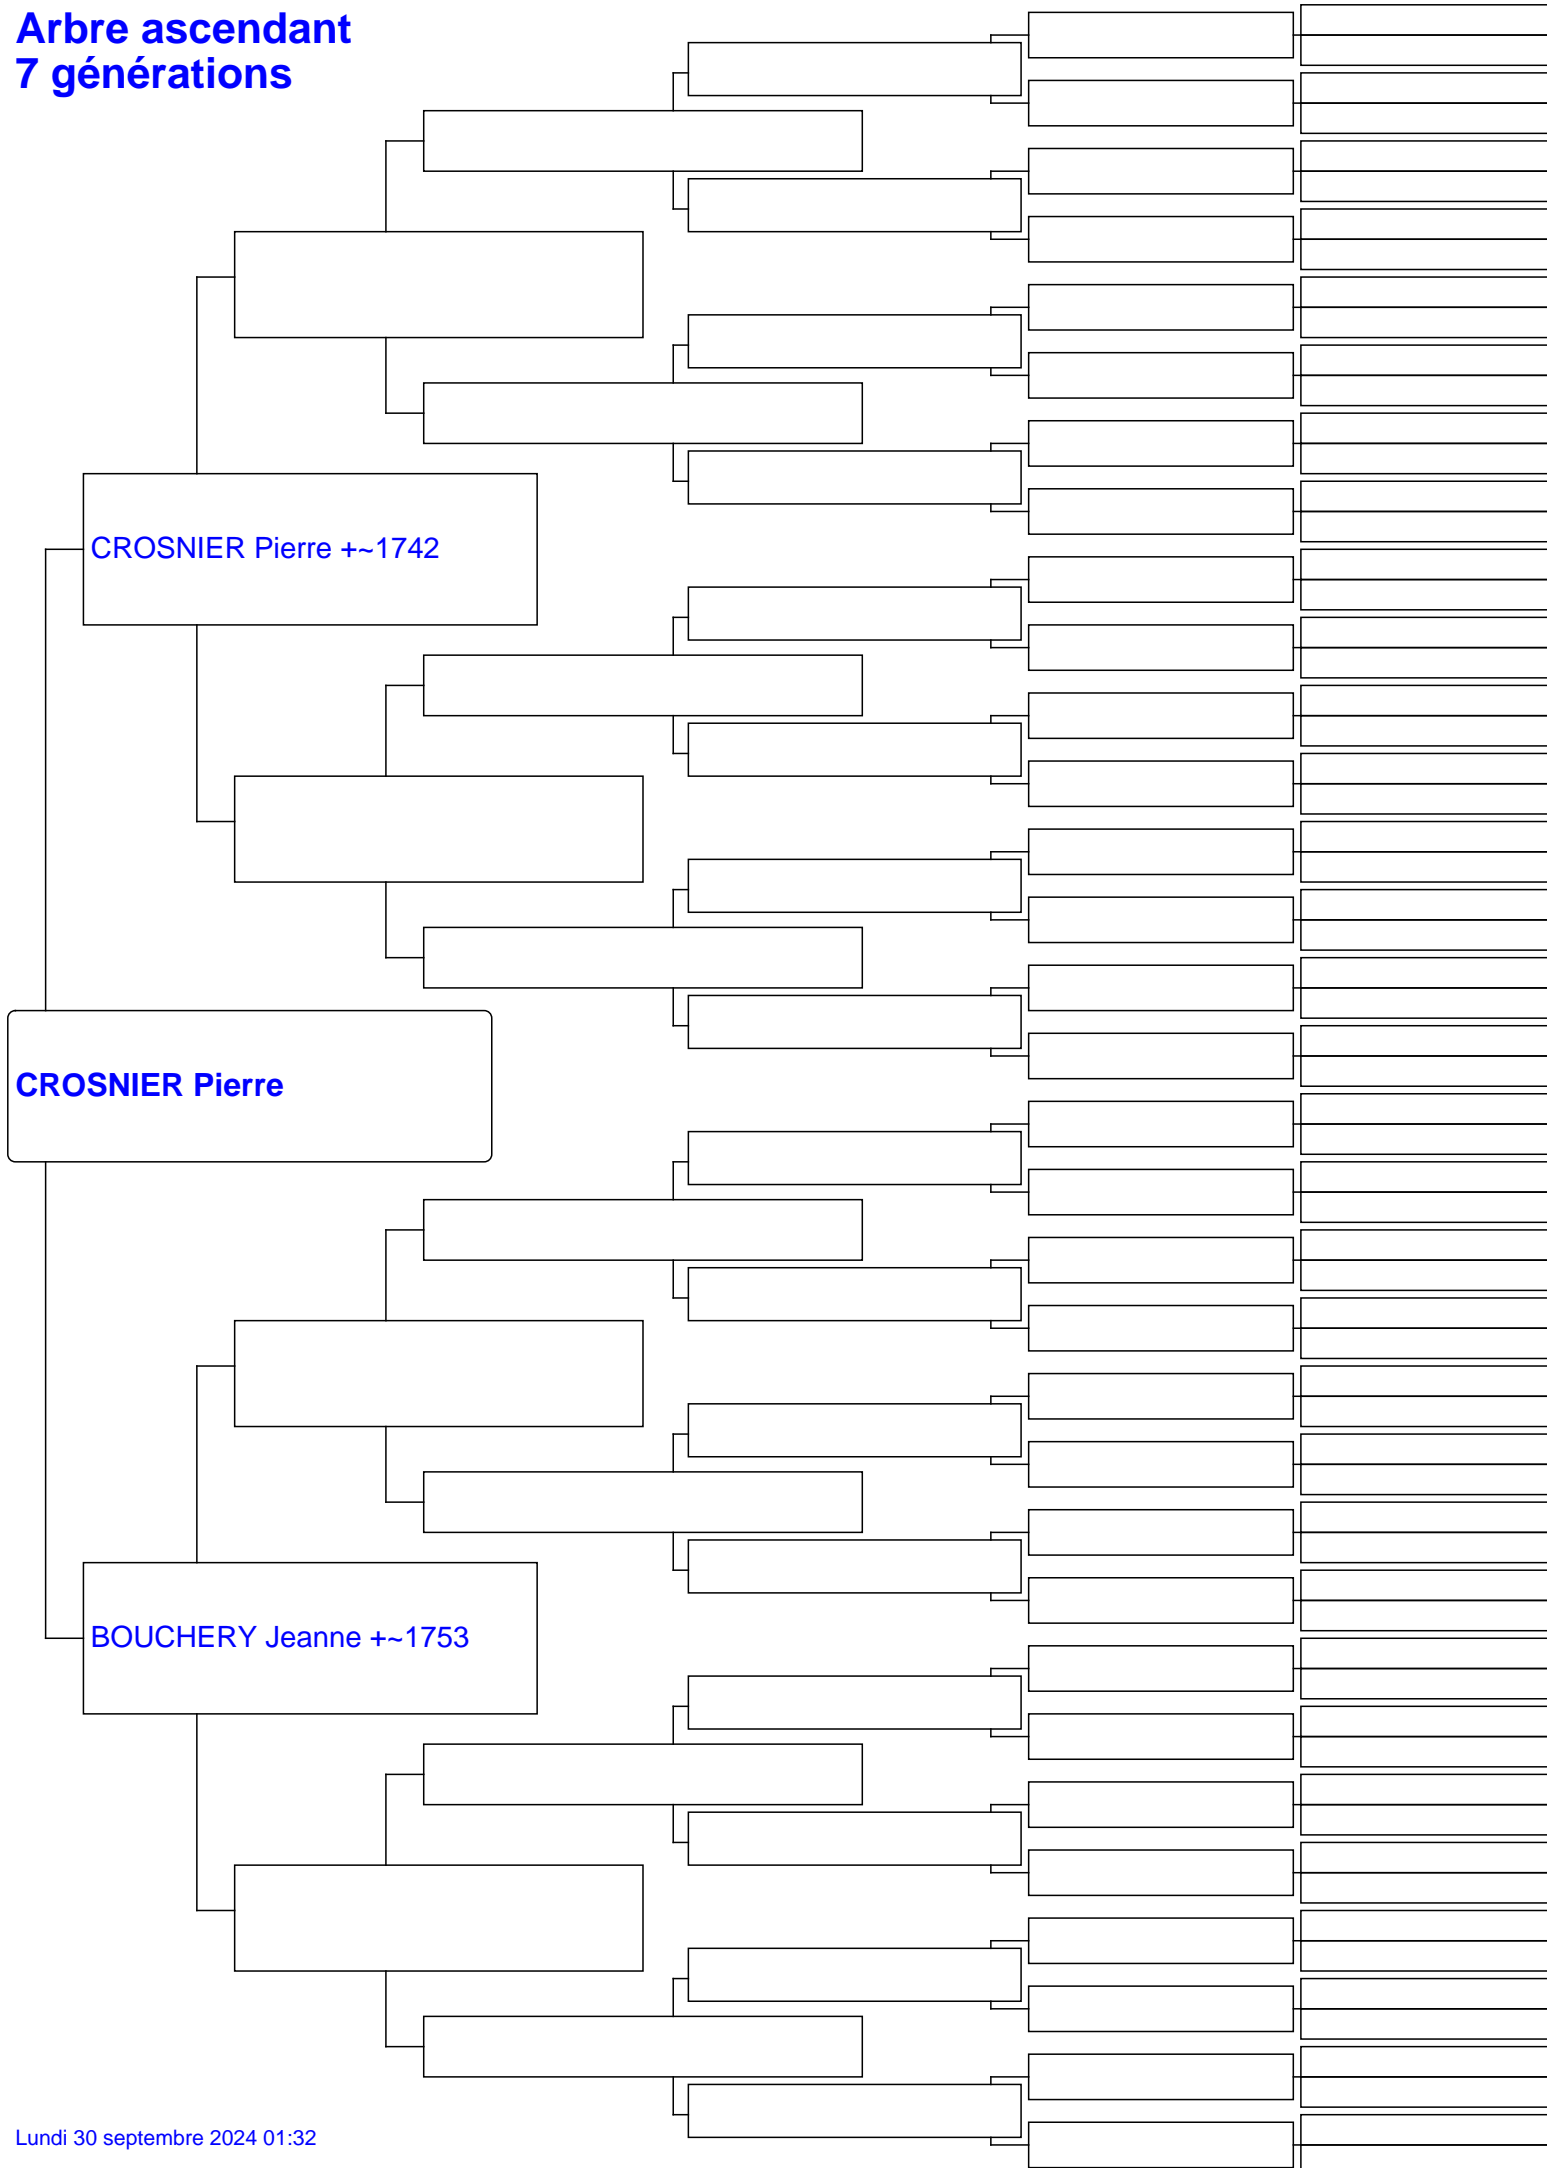 Arbre ascendant
7 générations
CROSNIER Pierre +~1742
CROSNIER Pierre
BOUCHERY Jeanne +~1753
Lundi 30 septembre 2024 01:32